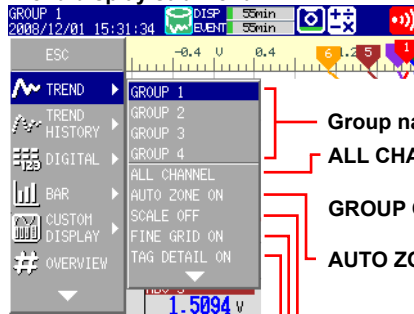 GROUP 1
2008/12/01 15:31:34
DISP 55min
EVENT 55min
ESC
-0.4 V 0.4 1.2
6 5 1
TREND
TREND HISTORY
DIGITAL
BAR
CUSTOM DISPLAY
OVERVIEW
GROUP 1
GROUP 2
GROUP 3
GROUP 4
ALL CHANNEL
AUTO ZONE ON
SCALE OFF
FINE GRID ON
TAG DETAIL ON
1.5094 V
Group na
ALL CHA
GROUP
AUTO ZO